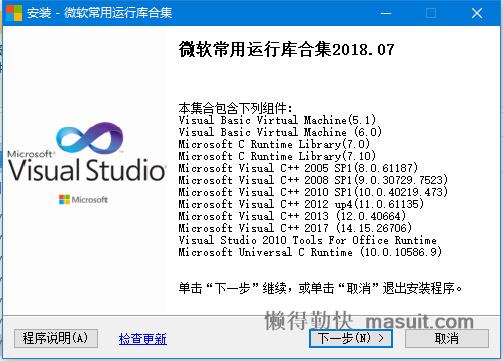 安装 - 微软常用运行库合集
微软常用运行库合集2018.07
本集合包含下列组件:
Visual Basic Virtual Machine(5.1)
Visual Basic Virtual Machine (6.0)
Microsoft C Runtime Library(7.0)
Microsoft C Runtime Library(7.10)
Microsoft Visual C++ 2005 SP1(8.0.61187)
Microsoft Visual C++ 2008 SP1(9.0.30729.7523)
Microsoft Visual C++ 2010 SP1(10.0.40219.473)
Microsoft Visual C++ 2012 up4(11.0.61135)
Microsoft Visual C++ 2013 (12.0.40664)
Microsoft Visual C++ 2017 (14.15.26706)
Visual Studio 2010 Tools For Office Runtime
Microsoft Universal C Runtime (10.0.10586.9)
Microsoft
Visual Studio
Microsoft
单击“下一步”继续，或单击“取消”退出安装程序。
懒得勤快 masuit.com
程序说明(A)
检查更新
下一步(N) >
取消